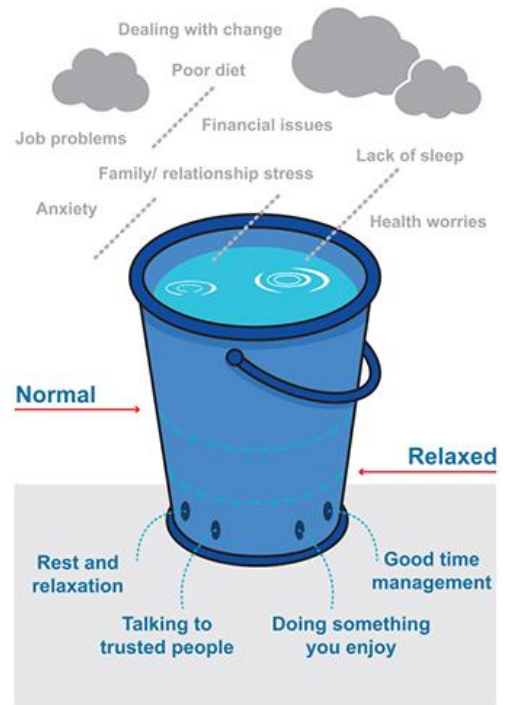 Dealing with change
Poor diet
Financial issues
Job problems
Lack of sleep
Family/ relationship stress
Anxiety
Health worries
Normal
Relaxed
Rest and
relaxation
Good time
management
Talking to
trusted people
Doing something
you enjoy